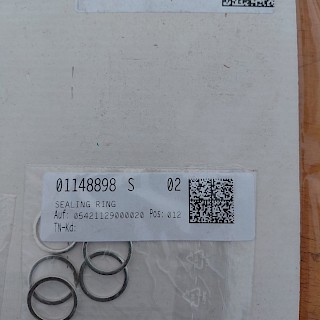 01148898 S 02
SEALING RING
Auf: 05421129000020 Pos: 012
TN-Kd: